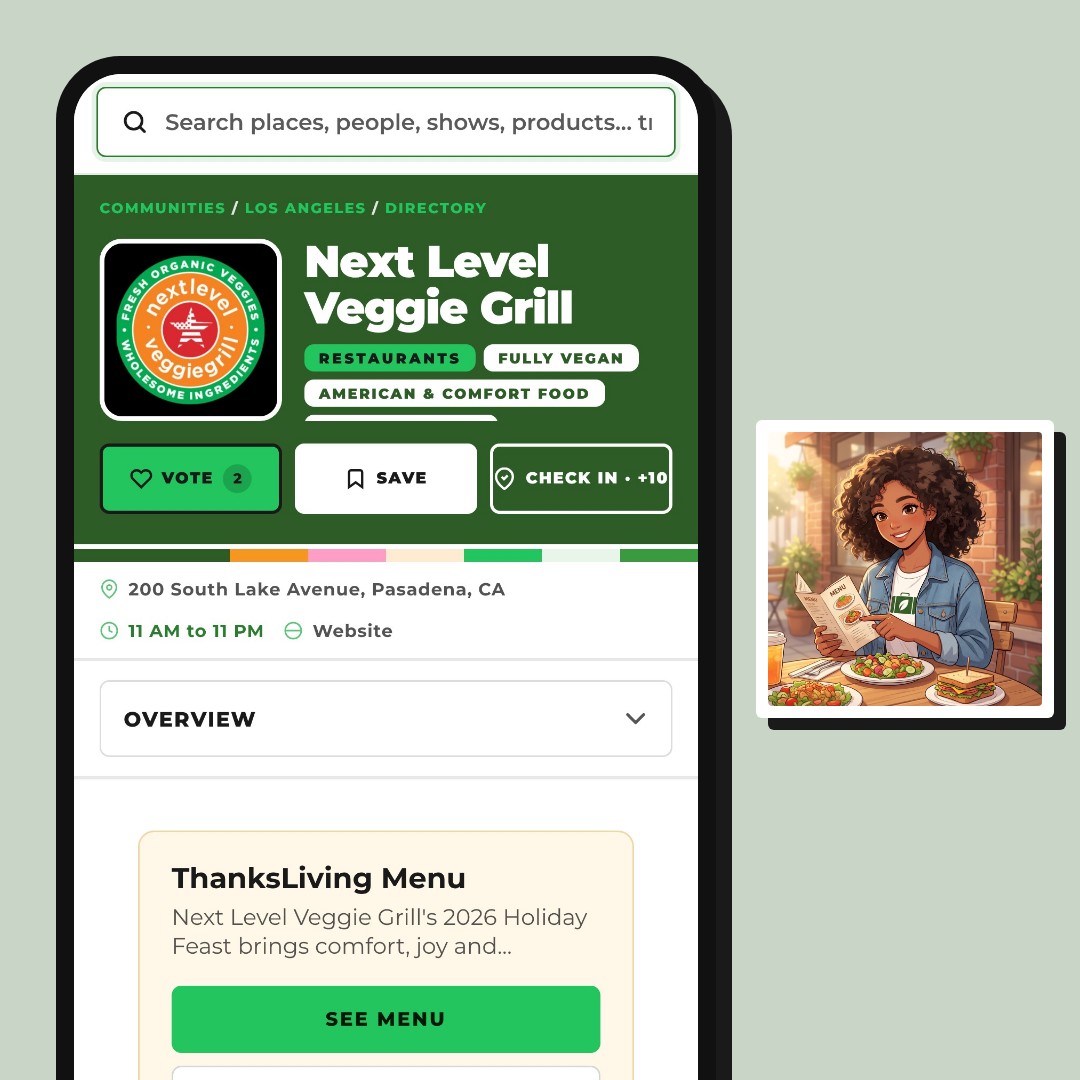 Search places, people, shows, products... tr
COMMUNITIES / LOS ANGELES / DIRECTORY
FRESH ORGANIC VEGGIES
nextlevel
veggiegrill
WHOLESOME INGREDIENTS
Next Level
Veggie Grill
RESTAURANTS FULLY VEGAN
AMERICAN & COMFORT FOOD
VOTE 2 SAVE CHECK IN · +10
200 South Lake Avenue, Pasadena, CA
11 AM to 11 PM Website
OVERVIEW
MENU
ThanksLiving Menu
Next Level Veggie Grill's 2026 Holiday
Feast brings comfort, joy and...
SEE MENU